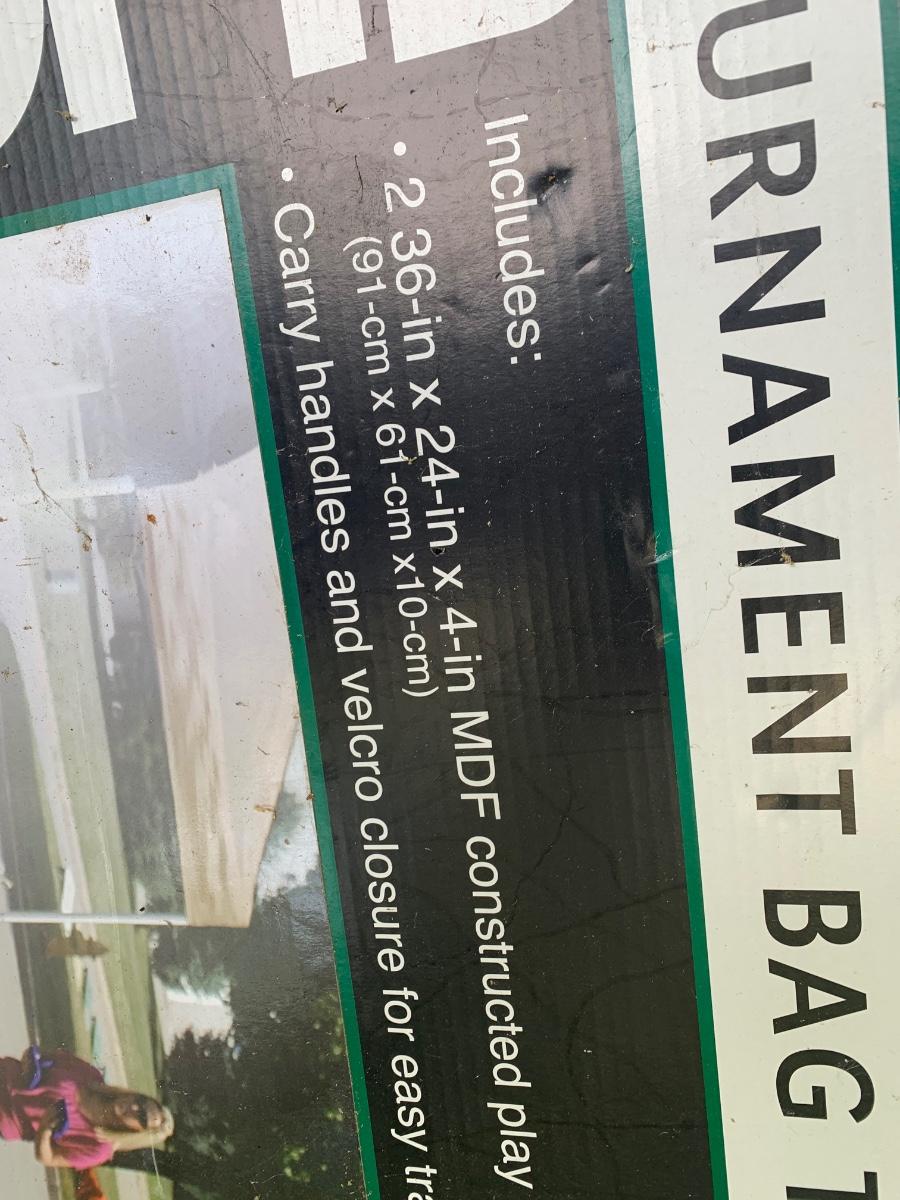 URNAMENT BAG
Includes:
• 2 36-in x 24-in x 4-in MDF constructed play
(91-cm x 61-cm x10-cm)
• Carry handles and velcro closure for easy